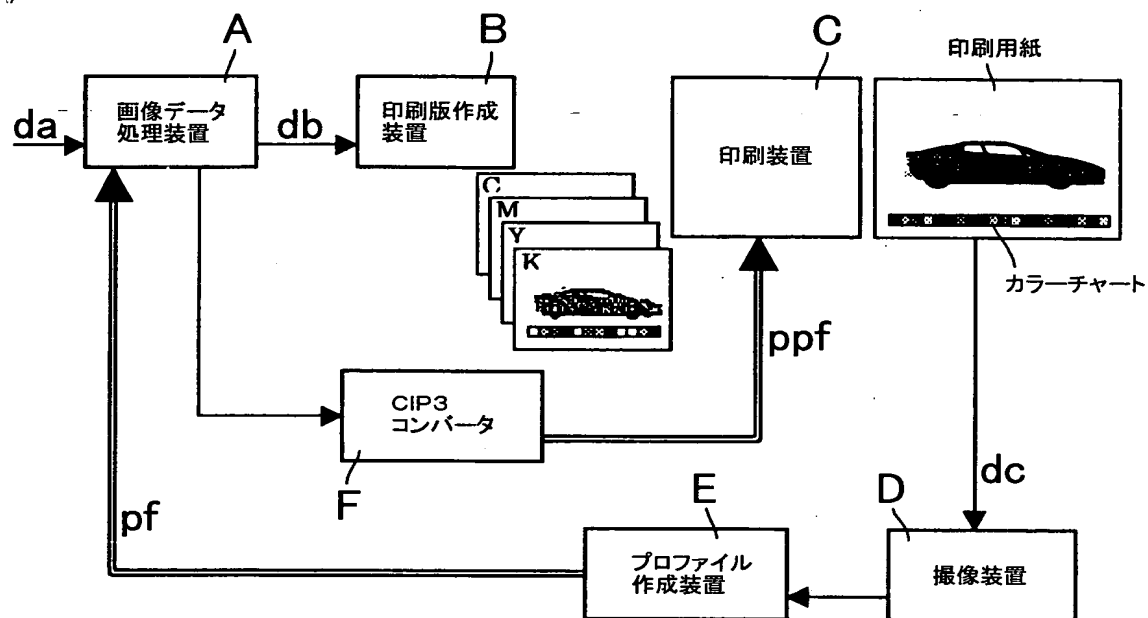 A
B
C
印刷用紙
da
画像データ
処理装置
db
印刷版作成
装置
印刷装置
C
M
Y
K
カラーチャート
ppf
CIP3
コンバータ
F
pf
E
プロファイル
作成装置
dc
D
撮像装置